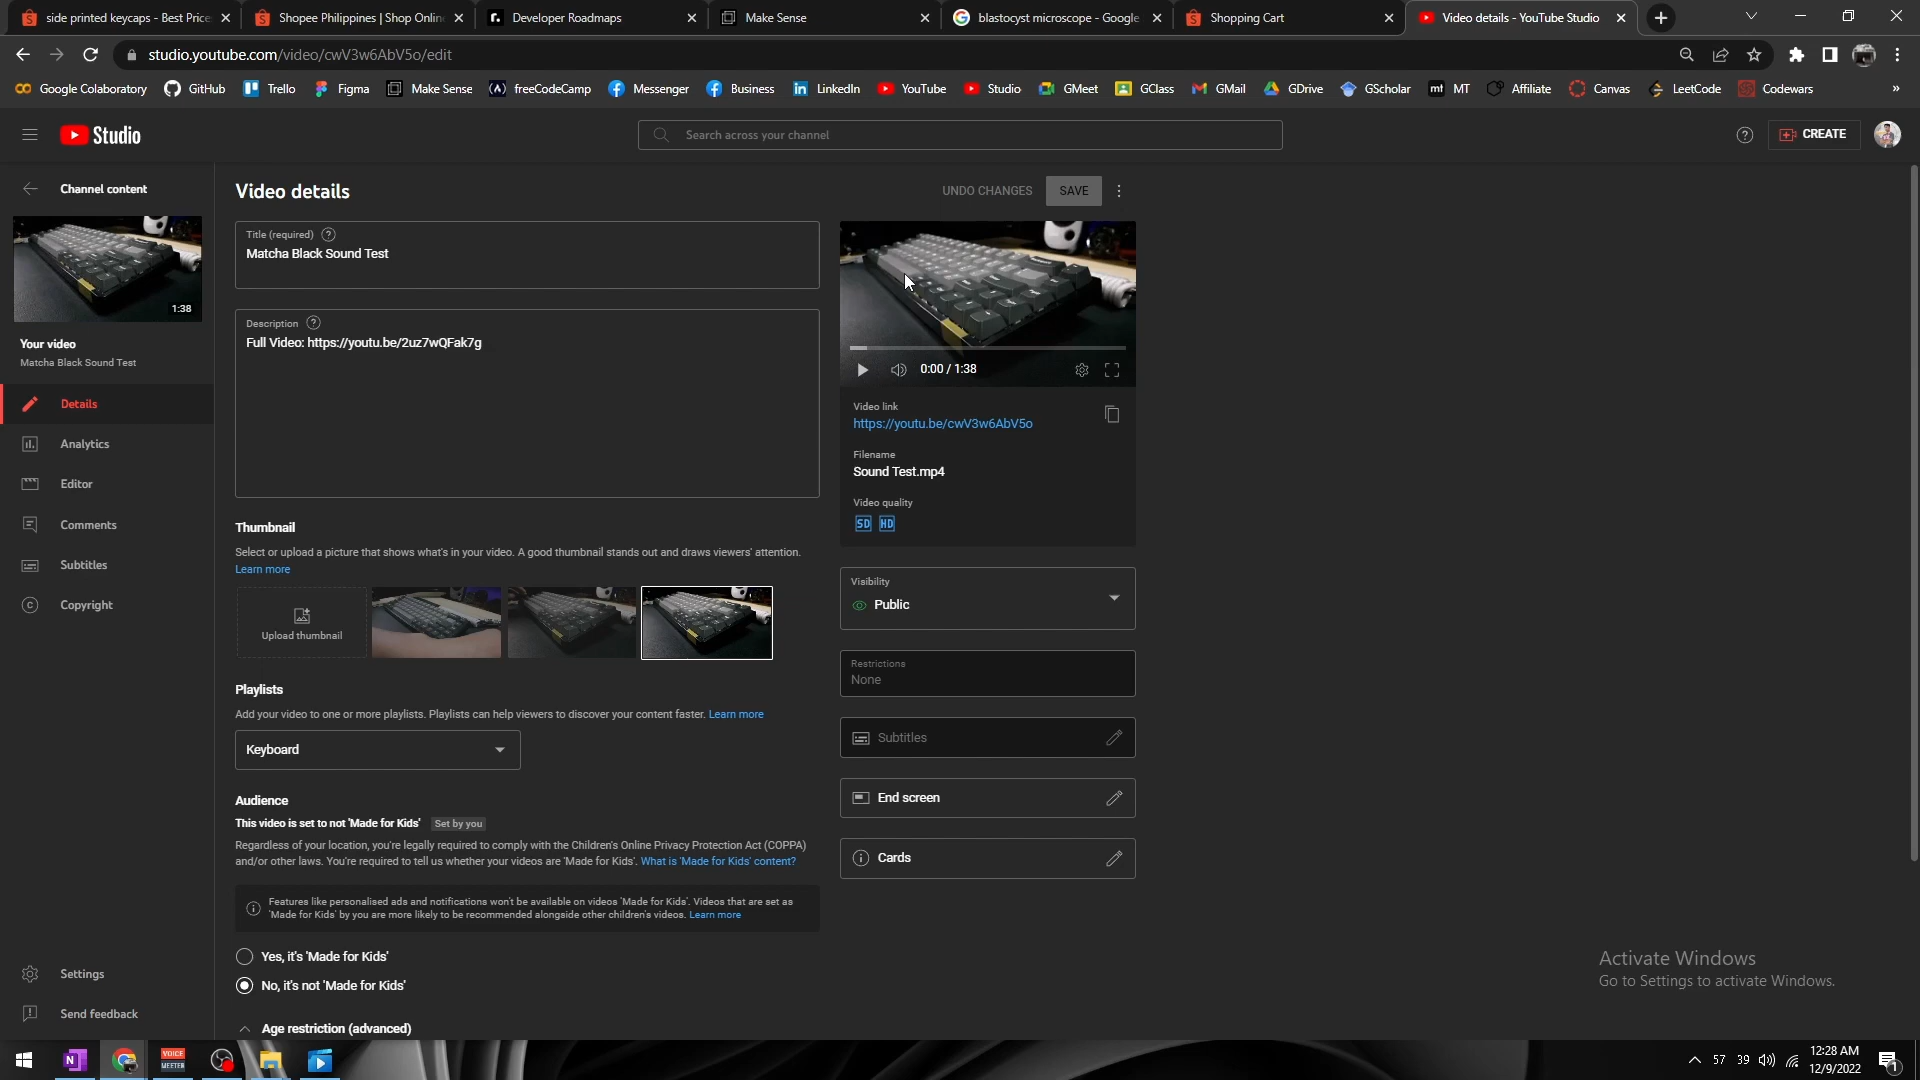 side printed keycaps - Best Price
Shopee Philippines | Shop Onlin
Developer Roadmaps
Make Sense
blastocyst microscope - Google
Shopping Cart
Video details - YouTube Studio
studio.youtube.com/video/cwV3w6AbV5o/edit
Google Colaboratory
GitHub
Trello
Figma
Make Sense
freeCodeCamp
Messenger
Business
LinkedIn
YouTube
Studio
GMeet
GClass
GMail
GDrive
GScholar
MT
Affiliate
Canvas
LeetCode
Codewars
»
Studio
Search across your channel
CREATE
Channel content
1:38
Your video
Matcha Black Sound Test
Details
Analytics
Editor
Comments
Subtitles
Copyright
Settings
Send feedback
Video details
UNDO CHANGES
SAVE
Title (required)
Matcha Black Sound Test
Description
Full Video: https://youtu.be/2uz7wQFak7g
Thumbnail
Select or upload a picture that shows what's in your video. A good thumbnail stands out and draws viewers' attention.
Learn more
Upload thumbnail
Playlists
Add your video to one or more playlists. Playlists can help viewers to discover your content faster. Learn more
Keyboard
Audience
This video is set to not 'Made for Kids' Set by you
Regardless of your location, you're legally required to comply with the Children's Online Privacy Protection Act (COPPA)
and/or other laws. You're required to tell us whether your videos are 'Made for Kids'. What is 'Made for Kids' content?
Features like personalised ads and notifications won't be available on videos 'Made for Kids'. Videos that are set as
'Made for Kids' by you are more likely to be recommended alongside other children's videos. Learn more
Yes, it's 'Made for Kids'
No, it's not 'Made for Kids'
Age restriction (advanced)
0:00 / 1:38
Video link
https://youtu.be/cwV3w6AbV5o
Filename
Sound Test.mp4
Video quality
SD HD
Visibility
Public
Restrictions
None
Subtitles
End screen
Cards
Activate Windows
Go to Settings to activate Windows.
VOICE
MEETER
57 39
12:28 AM
12/9/2022
1